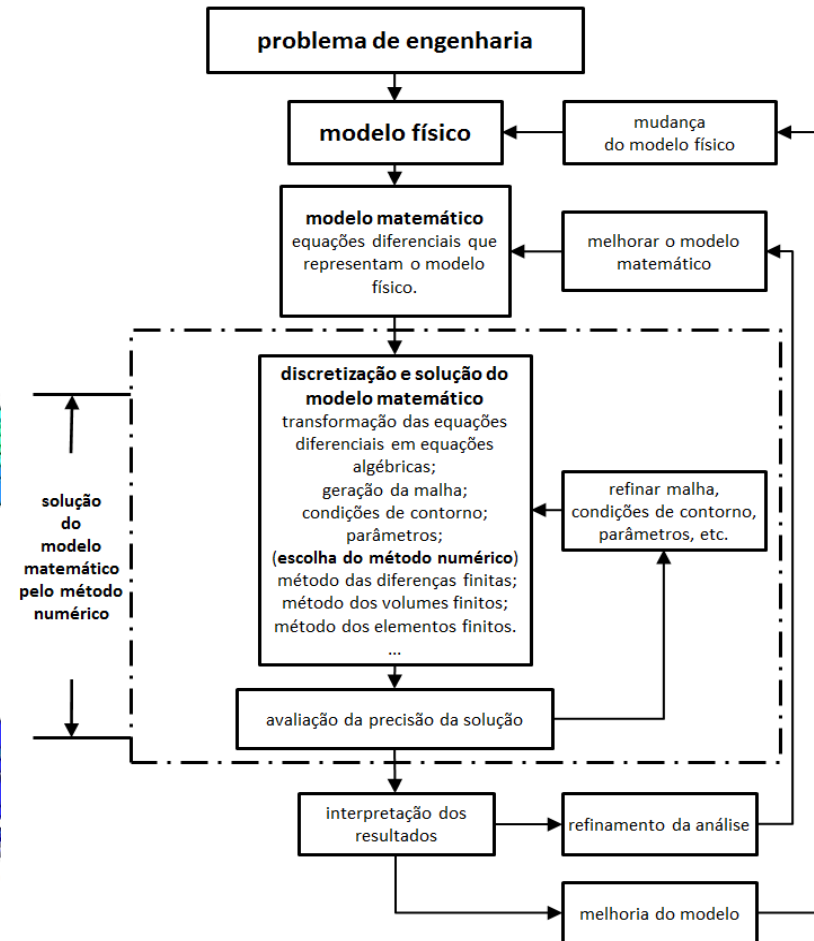 problema de engenharia
modelo físico
mudança
do modelo físico
modelo matemático
equações diferenciais que
representam o modelo
físico.
melhorar o modelo
matemático
discretização e solução do
modelo matemático
transformação das equações
diferenciais em equações
algébricas;
geração da malha;
condições de contorno;
parâmetros;
(escolha do método numérico)
método das diferenças finitas;
método dos volumes finitos;
método dos elementos finitos.
...
refinar malha,
condições de contorno,
parâmetros, etc.
solução
do
modelo
matemático
pelo método
numérico
avaliação da precisão da solução
interpretação dos
resultados
refinamento da análise
melhoria do modelo